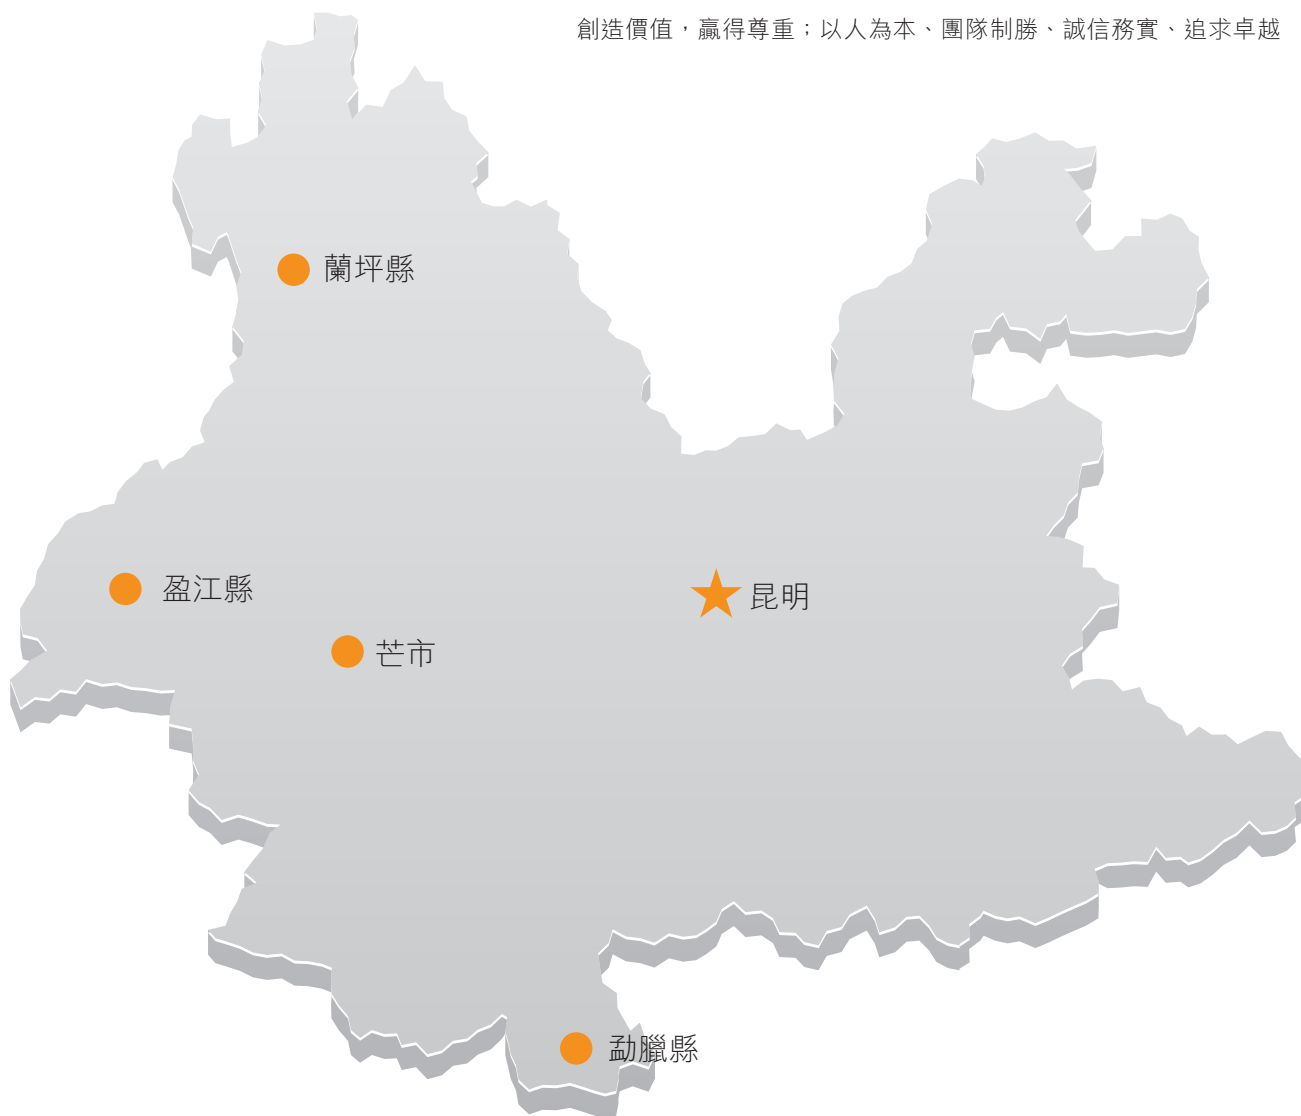 創造價值，贏得尊重；以人為本、團隊制勝、誠信務實、追求卓越
蘭坪縣
盈江縣
昆明
芒市
勐臘縣